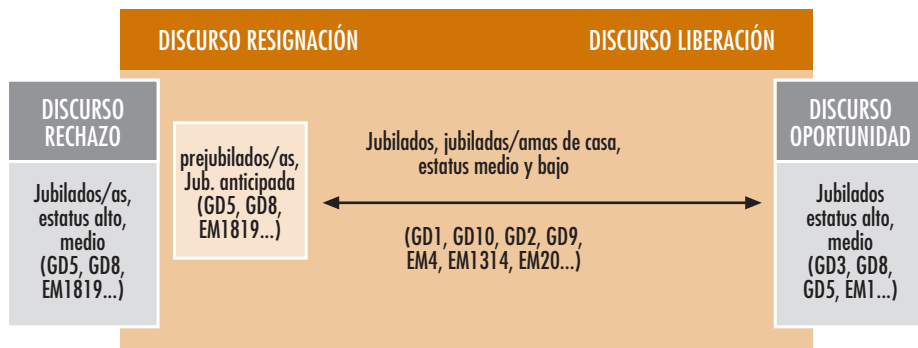 DISCURSO RESIGNACIÓN
DISCURSO LIBERACIÓN
DISCURSO
RECHAZO
Jubilados/as,
estatus alto,
medio
(GD5, GD8,
EM1819...)
prejubilados/as,
Jub. anticipada
(GD5, GD8,
EM1819...)
Jubilados, jubiladas/amas de casa,
estatus medio y bajo
(GD1, GD10, GD2, GD9,
EM4, EM1314, EM20...)
DISCURSO
OPORTUNIDAD
Jubilados
estatus alto,
medio
(GD3, GD8,
GD5, EM1...)